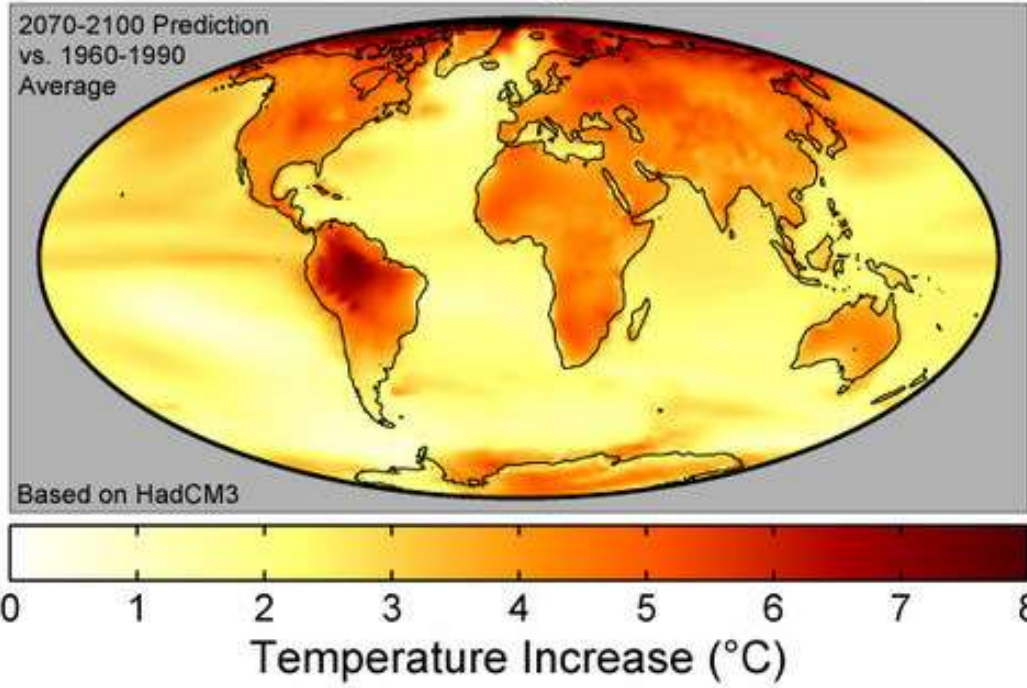 2070-2100 Prediction
vs. 1960-1990
Average
Based on HadCM3
0 1 2 3 4 5 6 7 8
Temperature Increase (°C)